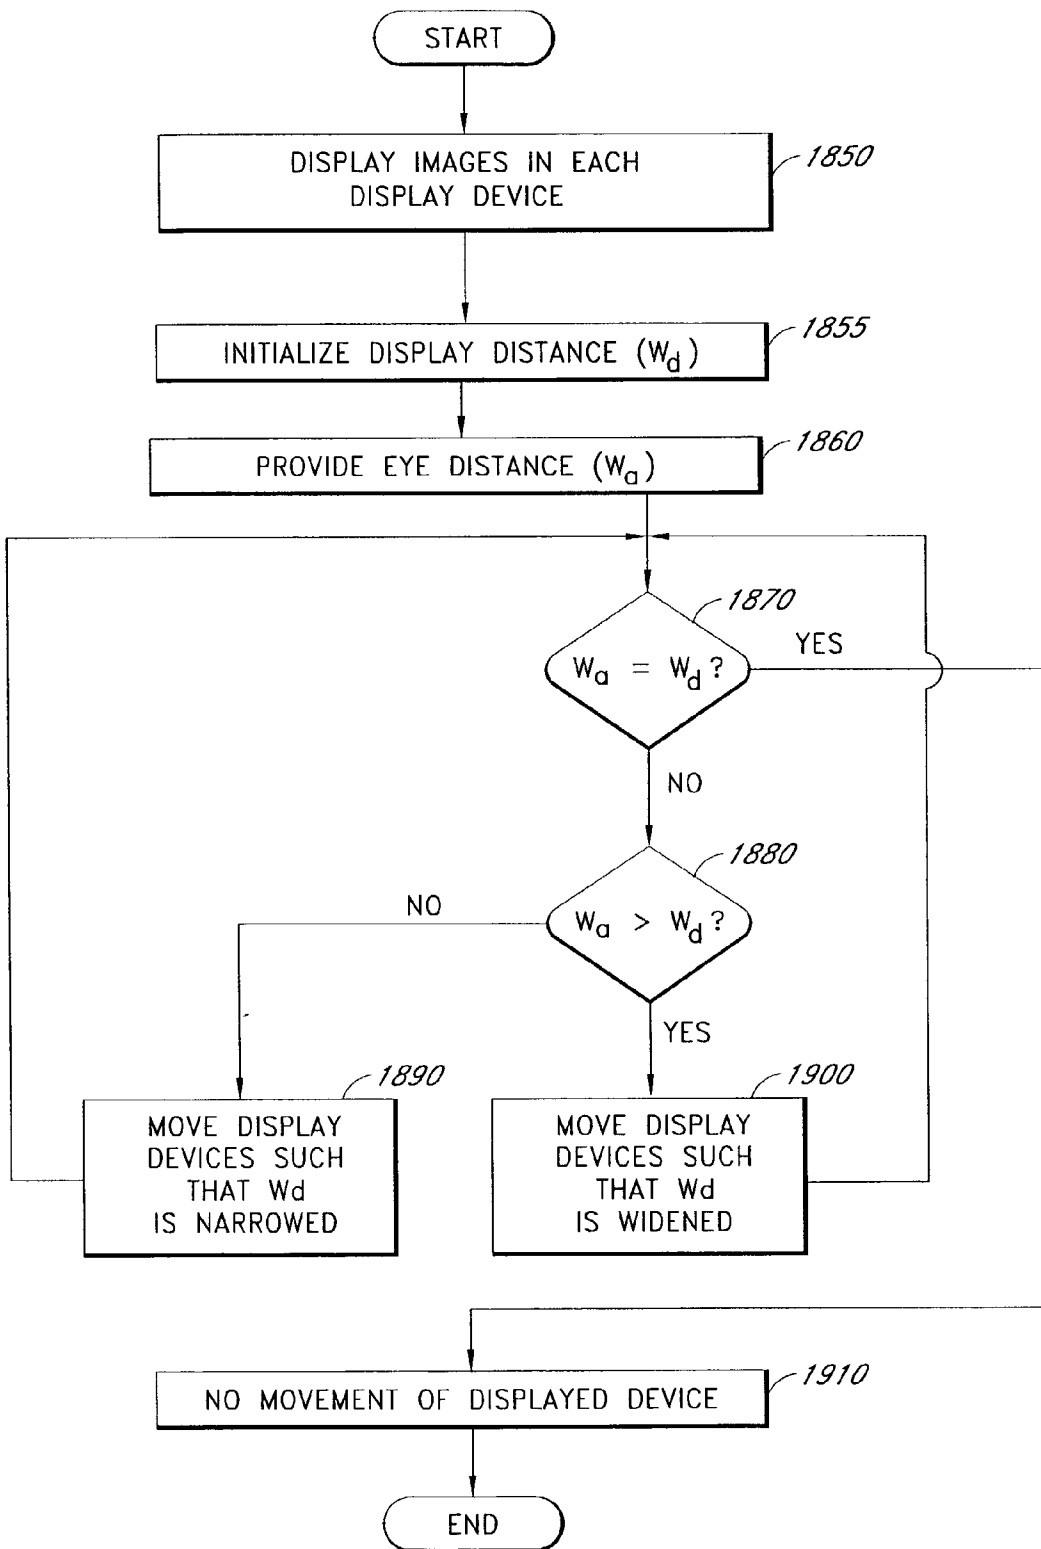 START
DISPLAY IMAGES IN EACH
DISPLAY DEVICE
1850
INITIALIZE DISPLAY DISTANCE (Wd)
1855
PROVIDE EYE DISTANCE (Wa)
1860
1870
Wa = Wd ?
YES
NO
1880
Wa > Wd ?
NO
YES
1890
MOVE DISPLAY
DEVICES SUCH
THAT Wd
IS NARROWED
1900
MOVE DISPLAY
DEVICES SUCH
THAT Wd
IS WIDENED
NO MOVEMENT OF DISPLAYED DEVICE
1910
END